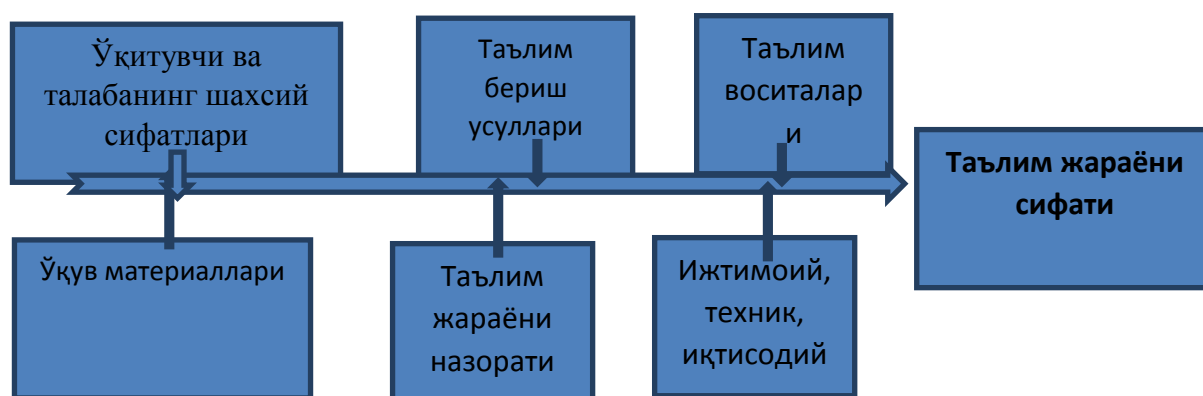 Ўқитувчи ва
талабанинг шахсий
сифатлари
Таълим
бериш
усуллари
Таълим
воситалар
и
Таълим жараёни
сифати
Ўқув материаллари
Таълим
жараёни
назорати
Ижтимоий,
техник,
иқтисодий